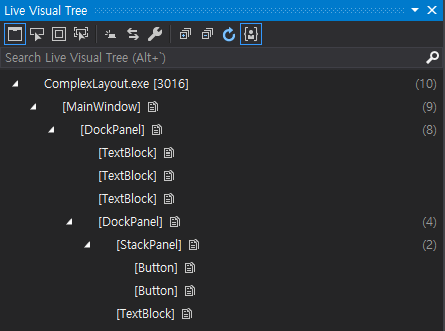 Live Visual Tree
Search Live Visual Tree (Alt+`)
ComplexLayout.exe [3016] (10)
[MainWindow] (9)
[DockPanel] (8)
[TextBlock]
[TextBlock]
[TextBlock]
[DockPanel] (4)
[StackPanel] (2)
[Button]
[Button]
[TextBlock]